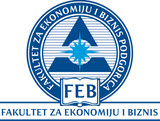 FAKULTET ZA EKONOMIJU I BIZNIS PODGORICA
FEB
FAKULTET ZA EKONOMIJU I BIZNIS